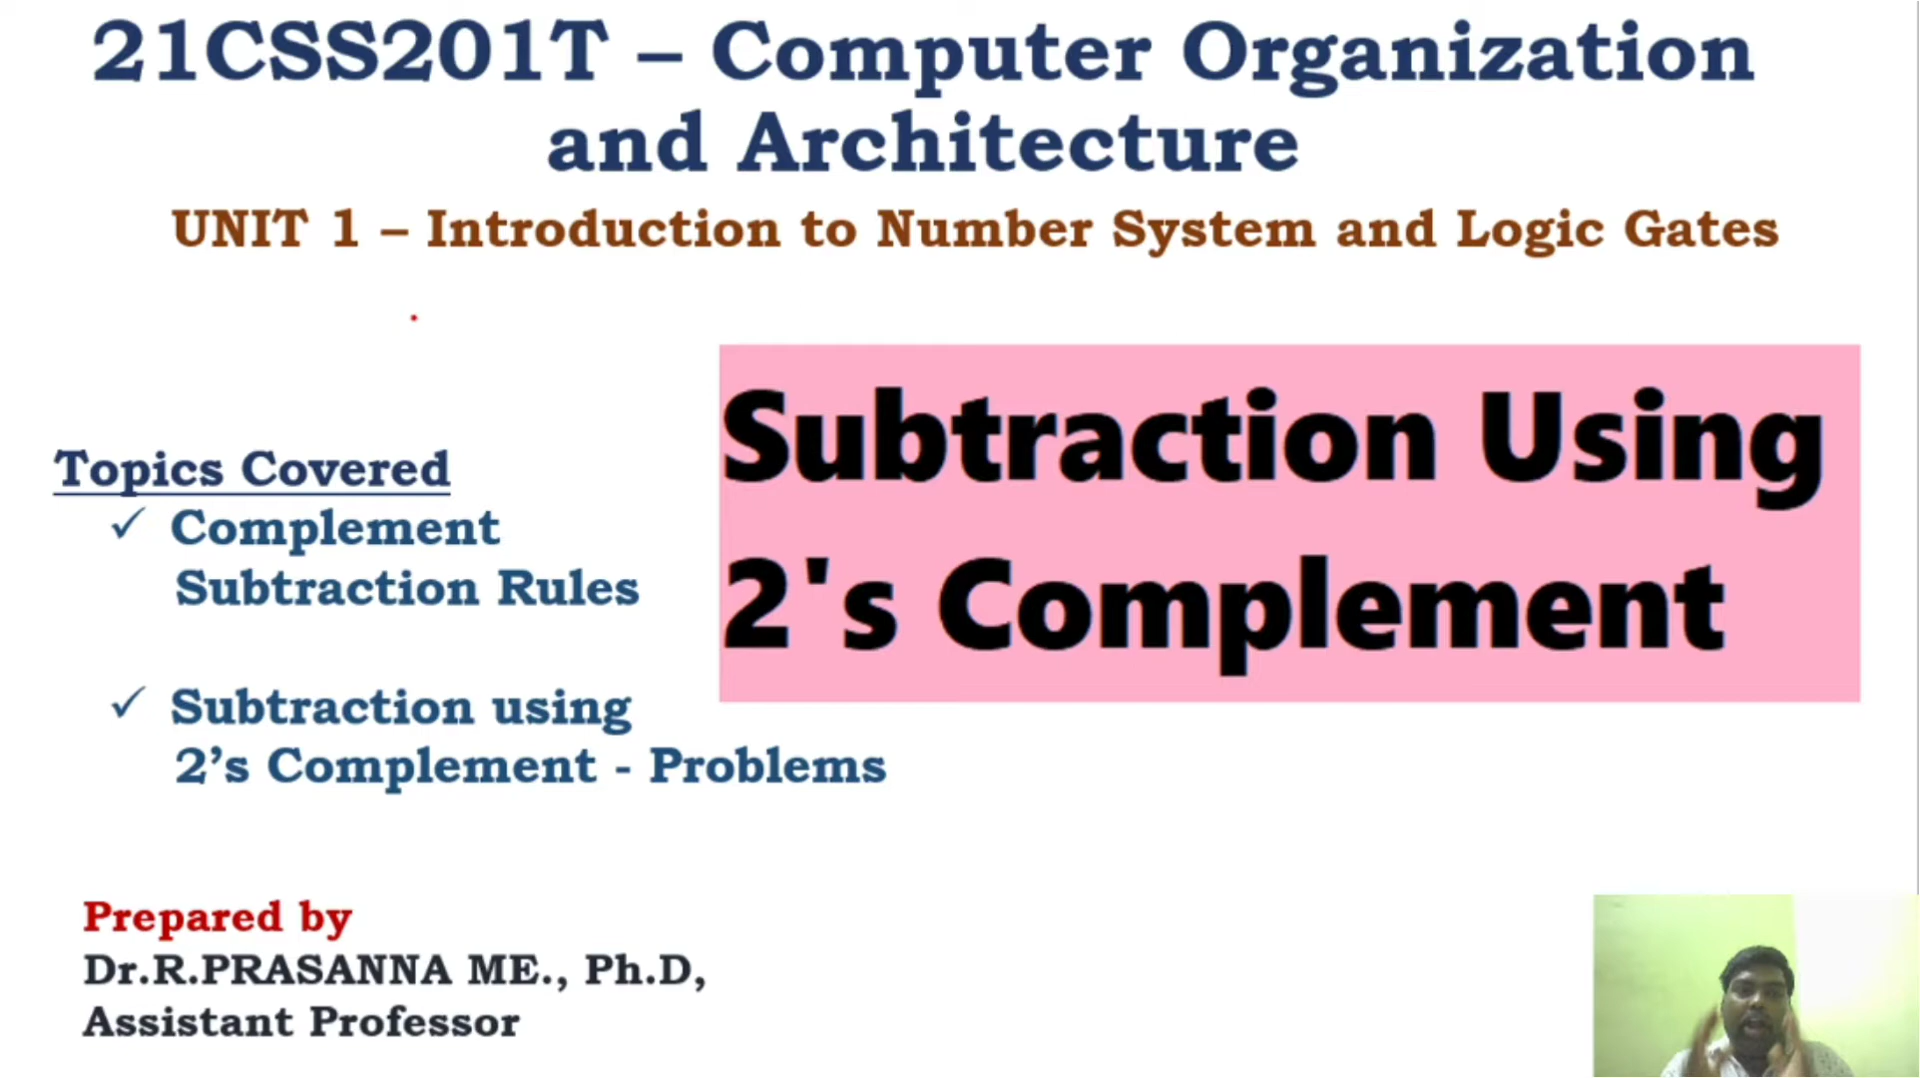 21CSS201T – Computer Organization
and Architecture
UNIT 1 – Introduction to Number System and Logic Gates
Topics Covered
✓ Complement
Subtraction Rules
✓ Subtraction using
2’s Complement - Problems
Subtraction Using
2's Complement
Prepared by
Dr.R.PRASANNA ME., Ph.D,
Assistant Professor